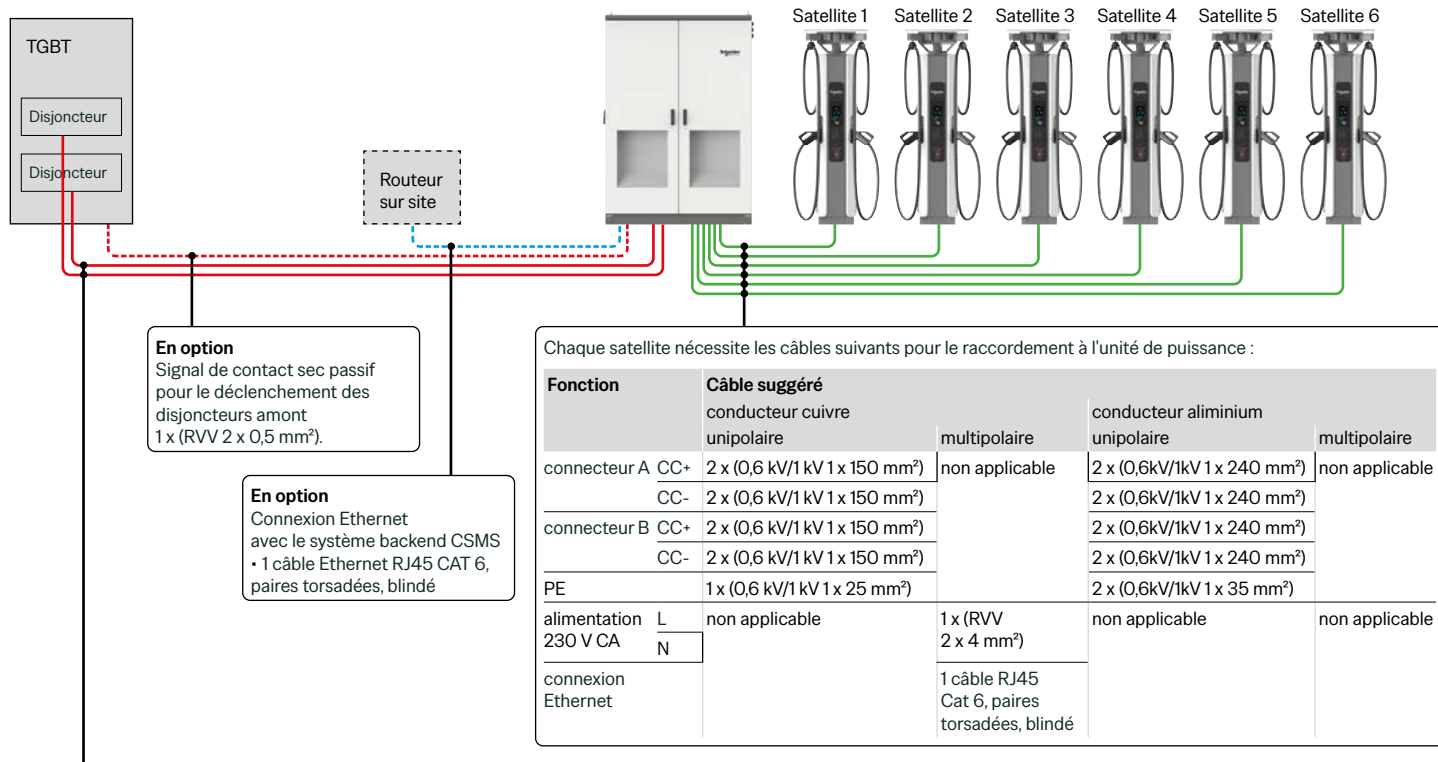 Satellite 1 Satellite 2 Satellite 3 Satellite 4 Satellite 5 Satellite 6
TGBT
Disjoncteur
Disjoncteur
Schneider
Routeur
sur site
En option
Signal de contact sec passif
pour le déclenchement des
disjoncteurs amont
1 x (RVV 2 x 0,5 mm²).
En option
Connexion Ethernet
avec le système backend CSMS
• 1 câble Ethernet RJ45 CAT 6,
paires torsadées, blindé
Chaque satellite nécessite les câbles suivants pour le raccordement à l'unité de puissance :
Fonction Câble suggéré
conducteur cuivre conducteur aliminium
unipolaire multipolaire unipolaire multipolaire
connecteur A CC+ 2 x (0,6 kV/1 kV 1 x 150 mm²) non applicable 2 x (0,6kV/1kV 1 x 240 mm²) non applicable
CC- 2 x (0,6 kV/1 kV 1 x 150 mm²) 2 x (0,6kV/1kV 1 x 240 mm²)
connecteur B CC+ 2 x (0,6 kV/1 kV 1 x 150 mm²) 2 x (0,6kV/1kV 1 x 240 mm²)
CC- 2 x (0,6 kV/1 kV 1 x 150 mm²) 2 x (0,6kV/1kV 1 x 240 mm²)
PE 1 x (0,6 kV/1 kV 1 x 25 mm²) 2 x (0,6kV/1kV 1 x 35 mm²)
alimentation L non applicable 1 x (RVV non applicable non applicable
230 V CA N 2 x 4 mm²)
connexion 1 câble RJ45
Ethernet Cat 6, paires
torsadées, blindé